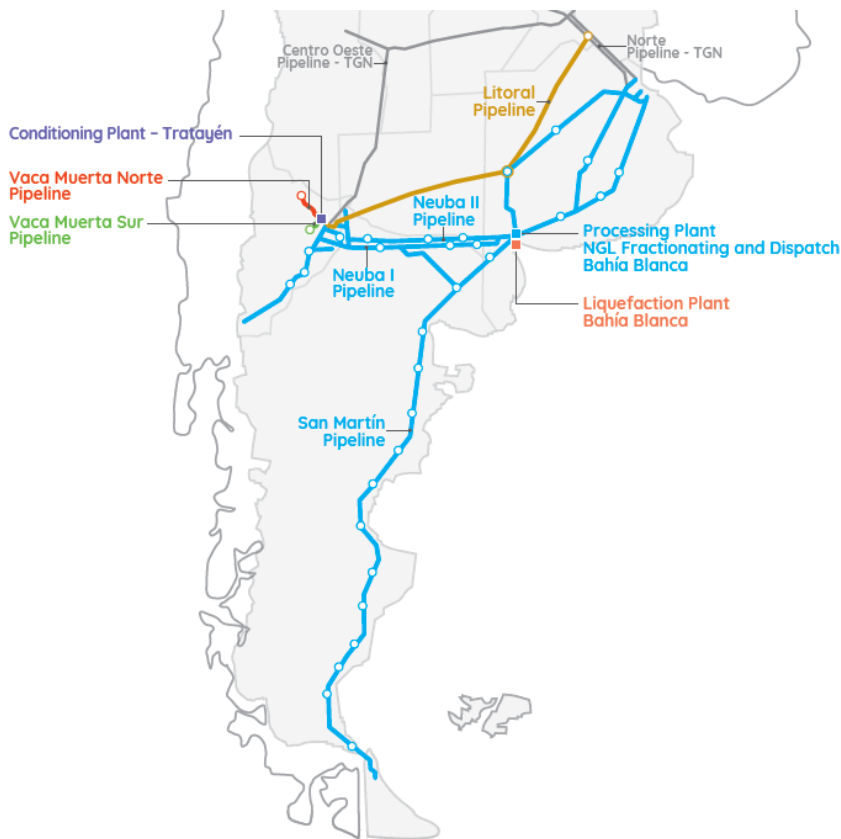 Centro Oeste
Pipeline - TGN
Norte
Pipeline - TGN
Litoral
Pipeline
Conditioning Plant – Tratayén
Vaca Muerta Norte
Pipeline
Vaca Muerta Sur
Pipeline
Neuba II
Pipeline
Processing Plant
NGL Fractionating and Dispatch
Bahía Blanca
Neuba I
Pipeline
Liquefaction Plant
Bahía Blanca
San Martín
Pipeline